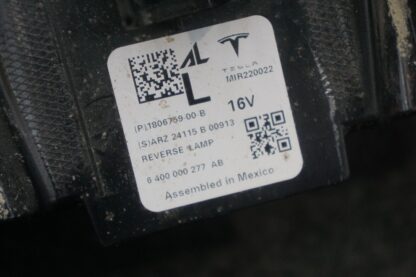 AL
L
TESLA
MIR220022
16V
(P)1806759-00-B
(S)ARZ 24115 B 00913
REVERSE LAMP
6 400 000 277 AB
Assembled in Mexico